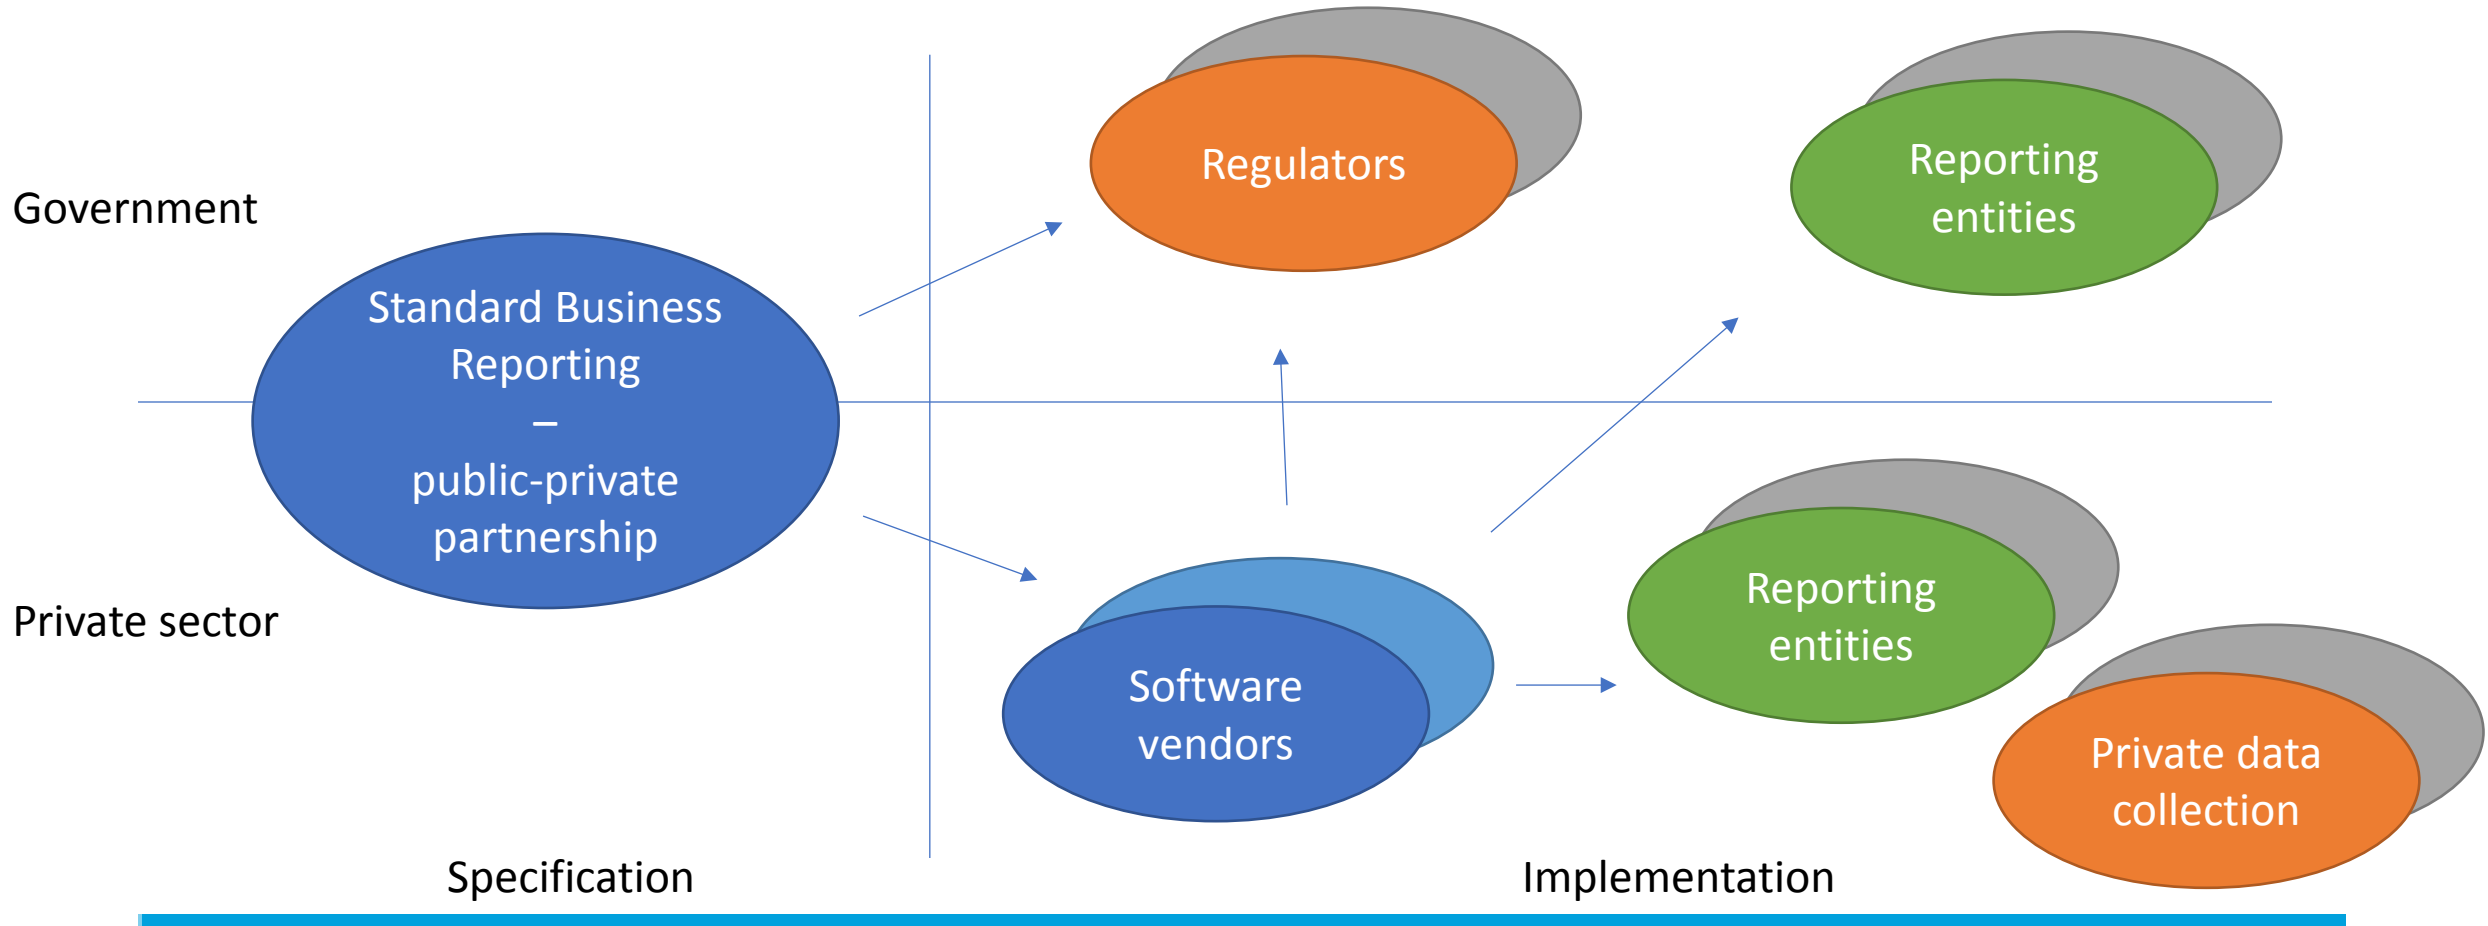 Government
Standard Business
Reporting
–
public-private
partnership
Regulators
Reporting
entities
Private sector
Software
vendors
Reporting
entities
Private data
collection
Specification
Implementation